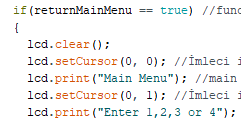 if(returnMainMenu == true) //func
{
lcd.clear();
lcd.setCursor(0, 0); //İmleci
lcd.print("Main Menu"); //main
lcd.setCursor(0, 1); //İmleci
lcd.print("Enter 1,2,3 or 4");